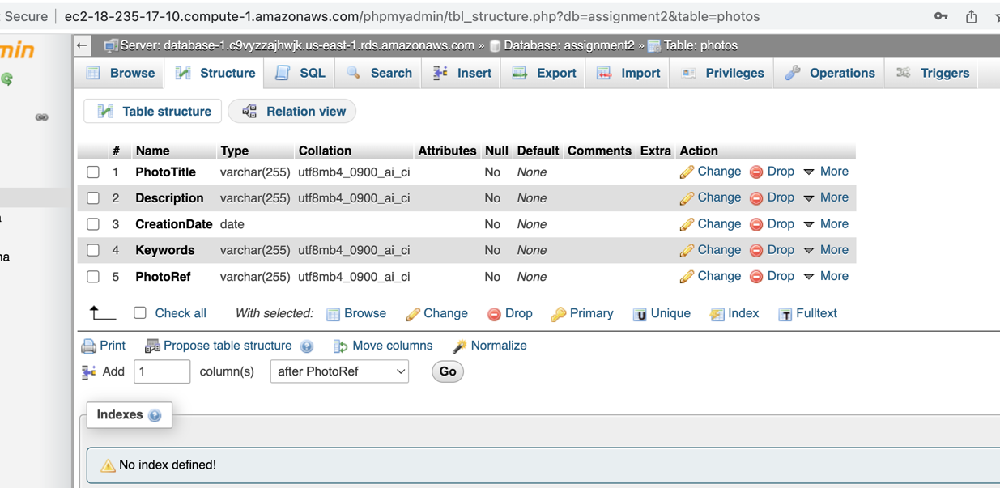 Secure ec2-18-235-17-10.compute-1.amazonaws.com/phpmyadmin/tbl_structure.php?db=assignment2&table=photos
min
← Server: database-1.c9vyzzajhwjk.us-east-1.rds.amazonaws.com » Database: assignment2 » Table: photos
Browse Structure SQL Search Insert Export Import Privileges Operations Triggers
Table structure Relation view
# Name Type Collation Attributes Null Default Comments Extra Action
1 PhotoTitle varchar(255) utf8mb4_0900_ai_ci No None Change Drop More
2 Description varchar(255) utf8mb4_0900_ai_ci No None Change Drop More
3 CreationDate date No None Change Drop More
4 Keywords varchar(255) utf8mb4_0900_ai_ci No None Change Drop More
5 PhotoRef varchar(255) utf8mb4_0900_ai_ci No None Change Drop More
Check all With selected: Browse Change Drop Primary Unique Index Fulltext
Print Propose table structure Move columns Normalize
Add 1 column(s) after PhotoRef Go
Indexes
No index defined!